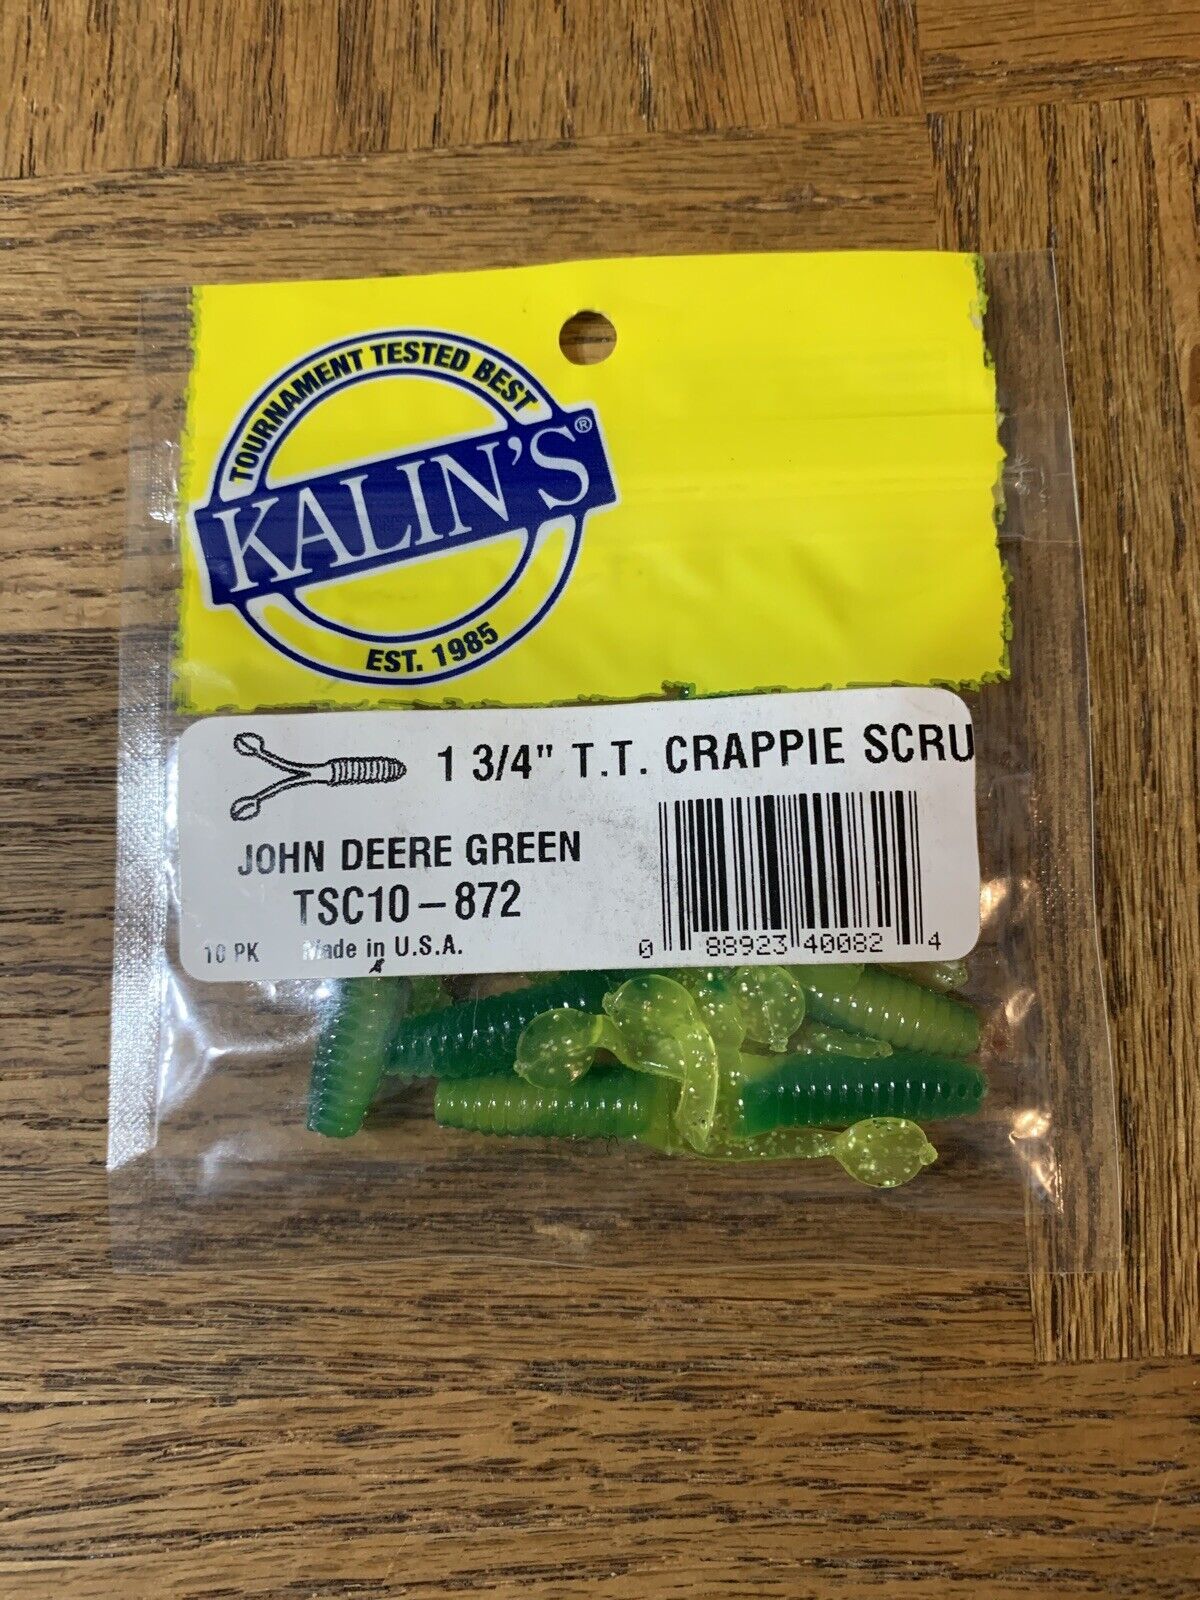 TOURNAMENT TESTED BEST
KALIN'S®
EST. 1985
1 3/4" T.T. CRAPPIE SCRU
JOHN DEERE GREEN
TSC10-872
10 PK Made in U.S.A.
0 88923 40082 4